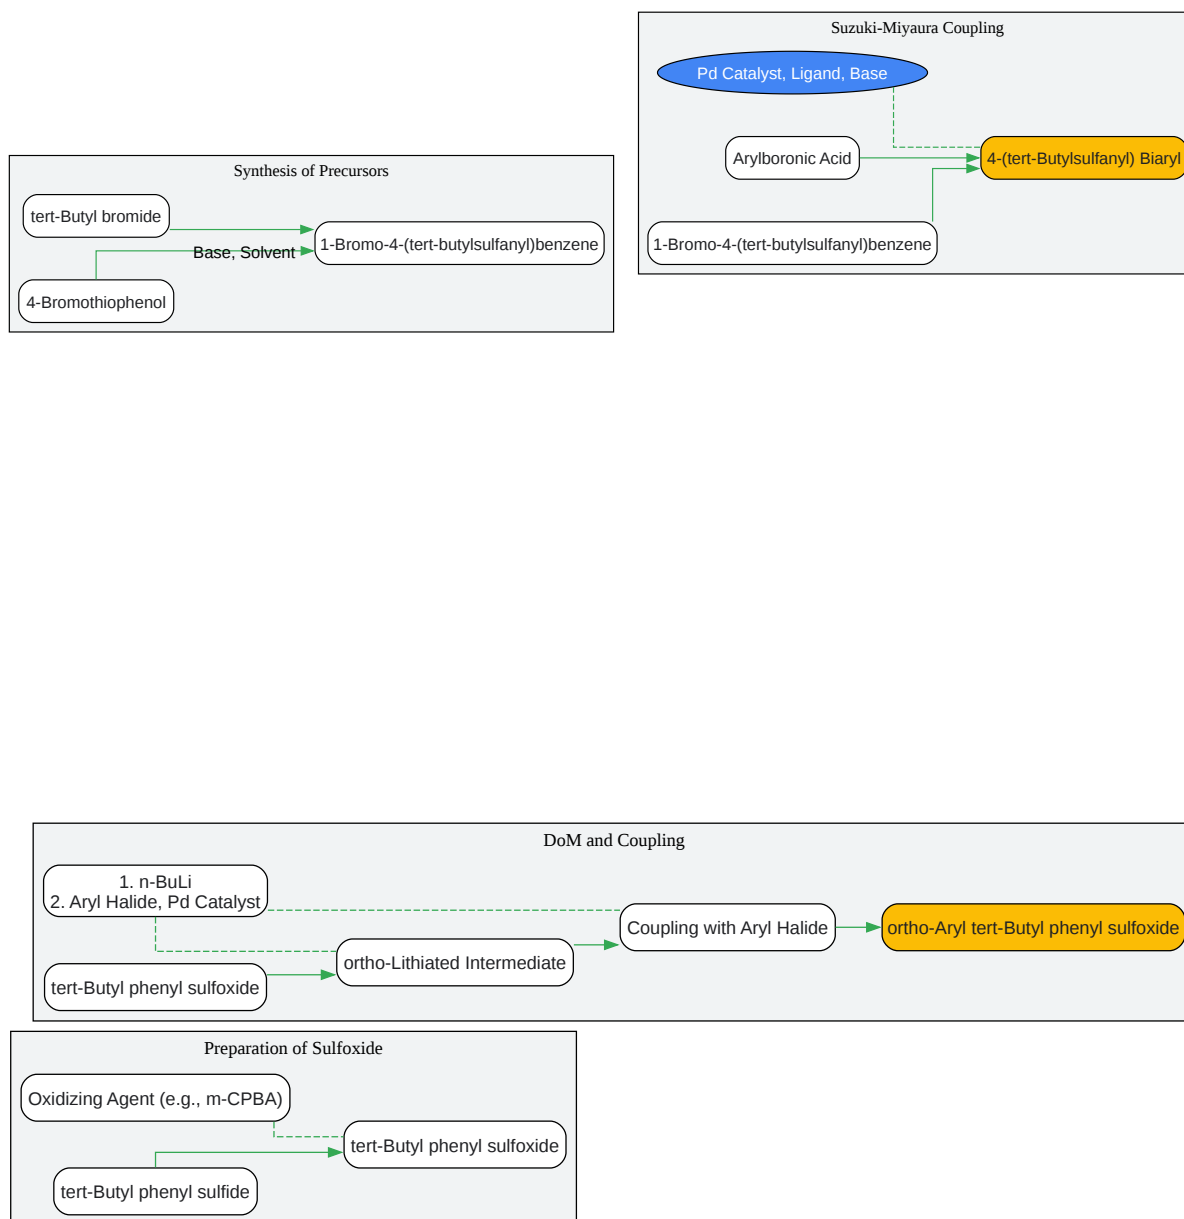 Suzuki-Miyaura Coupling
Pd Catalyst, Ligand, Base
Arylboronic Acid
4-(tert-Butylsulfanyl) Biaryl
1-Bromo-4-(tert-butylsulfanyl)benzene
Synthesis of Precursors
tert-Butyl bromide
1-Bromo-4-(tert-butylsulfanyl)benzene
Base, Solvent
4-Bromothiophenol
DoM and Coupling
1. n-BuLi
2. Aryl Halide, Pd Catalyst
Coupling with Aryl Halide
ortho-Aryl tert-Butyl phenyl sulfoxide
ortho-Lithiated Intermediate
tert-Butyl phenyl sulfoxide
Preparation of Sulfoxide
Oxidizing Agent (e.g., m-CPBA)
tert-Butyl phenyl sulfoxide
tert-Butyl phenyl sulfide